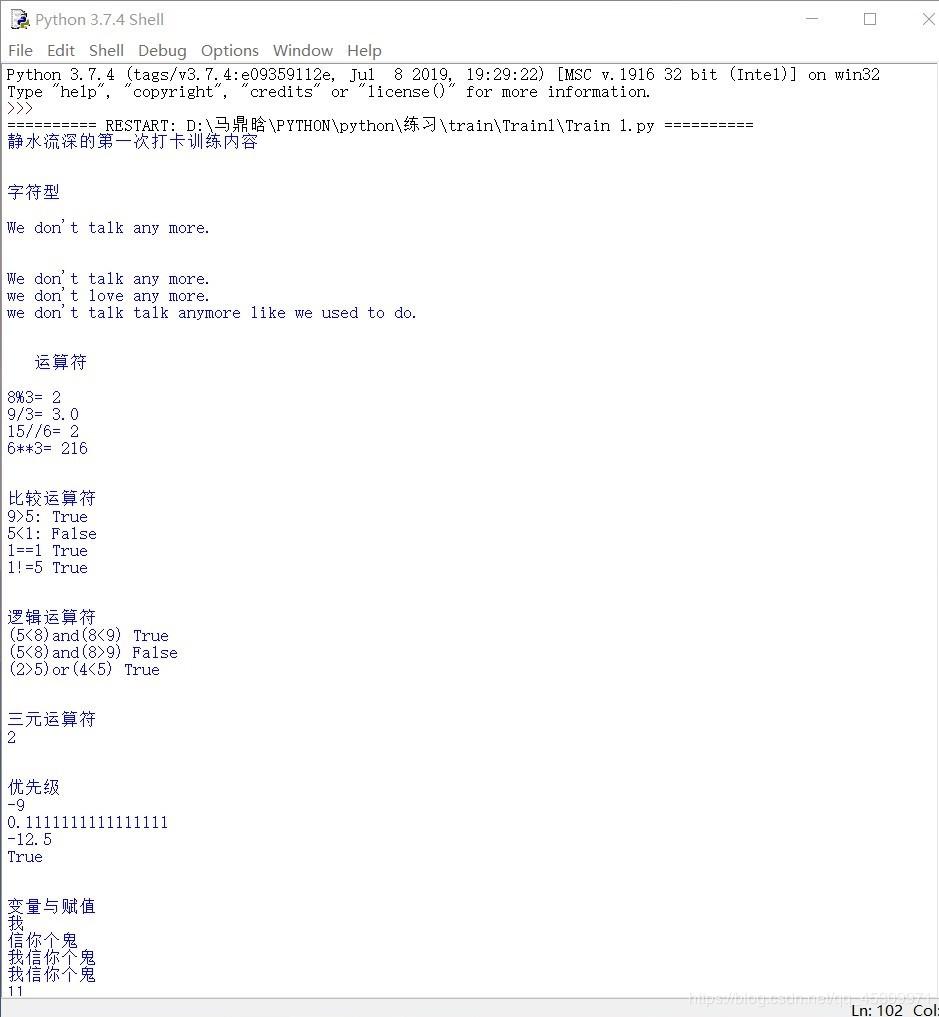 Python 3.7.4 Shell
File Edit Shell Debug Options Window Help
Python 3.7.4 (tags/v3.7.4:e09359112e, Jul  8 2019, 19:29:22) [MSC v.1916 32 bit (Intel)] on win32
Type "help", "copyright", "credits" or "license()" for more information.
>>>
========== RESTART: D:\马鼎晗\PYTHON\python\练习\train\Train1\Train 1.py ==========
静水流深的第一次打卡训练内容
字符型
We don't talk any more.
We don't talk any more.
we don't love any more.
we don't talk talk anymore like we used to do.
运算符
8%3= 2
9/3= 3.0
15//6= 2
6**3= 216
比较运算符
9>5: True
5<1: False
1==1 True
1!=5 True
逻辑运算符
(5<8)and(8<9) True
(5<8)and(8>9) False
(2>5)or(4<5) True
三元运算符
2
优先级
-9
0.1111111111111111
-12.5
True
变量与赋值
我
信你个鬼
我信你个鬼
我信你个鬼
11
Ln: 102 Col: